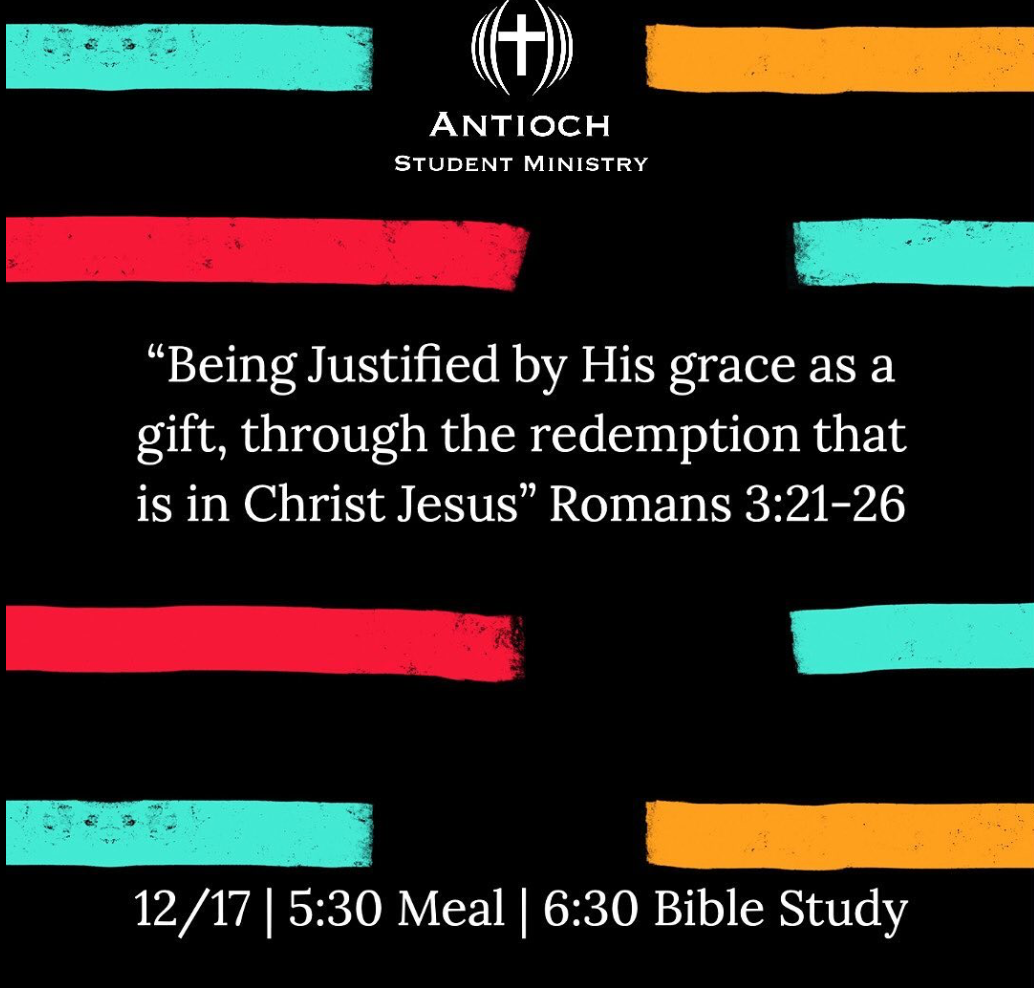 ANTIOCH
STUDENT MINISTRY
“Being Justified by His grace as a
gift, through the redemption that
is in Christ Jesus” Romans 3:21-26
12/17 | 5:30 Meal | 6:30 Bible Study